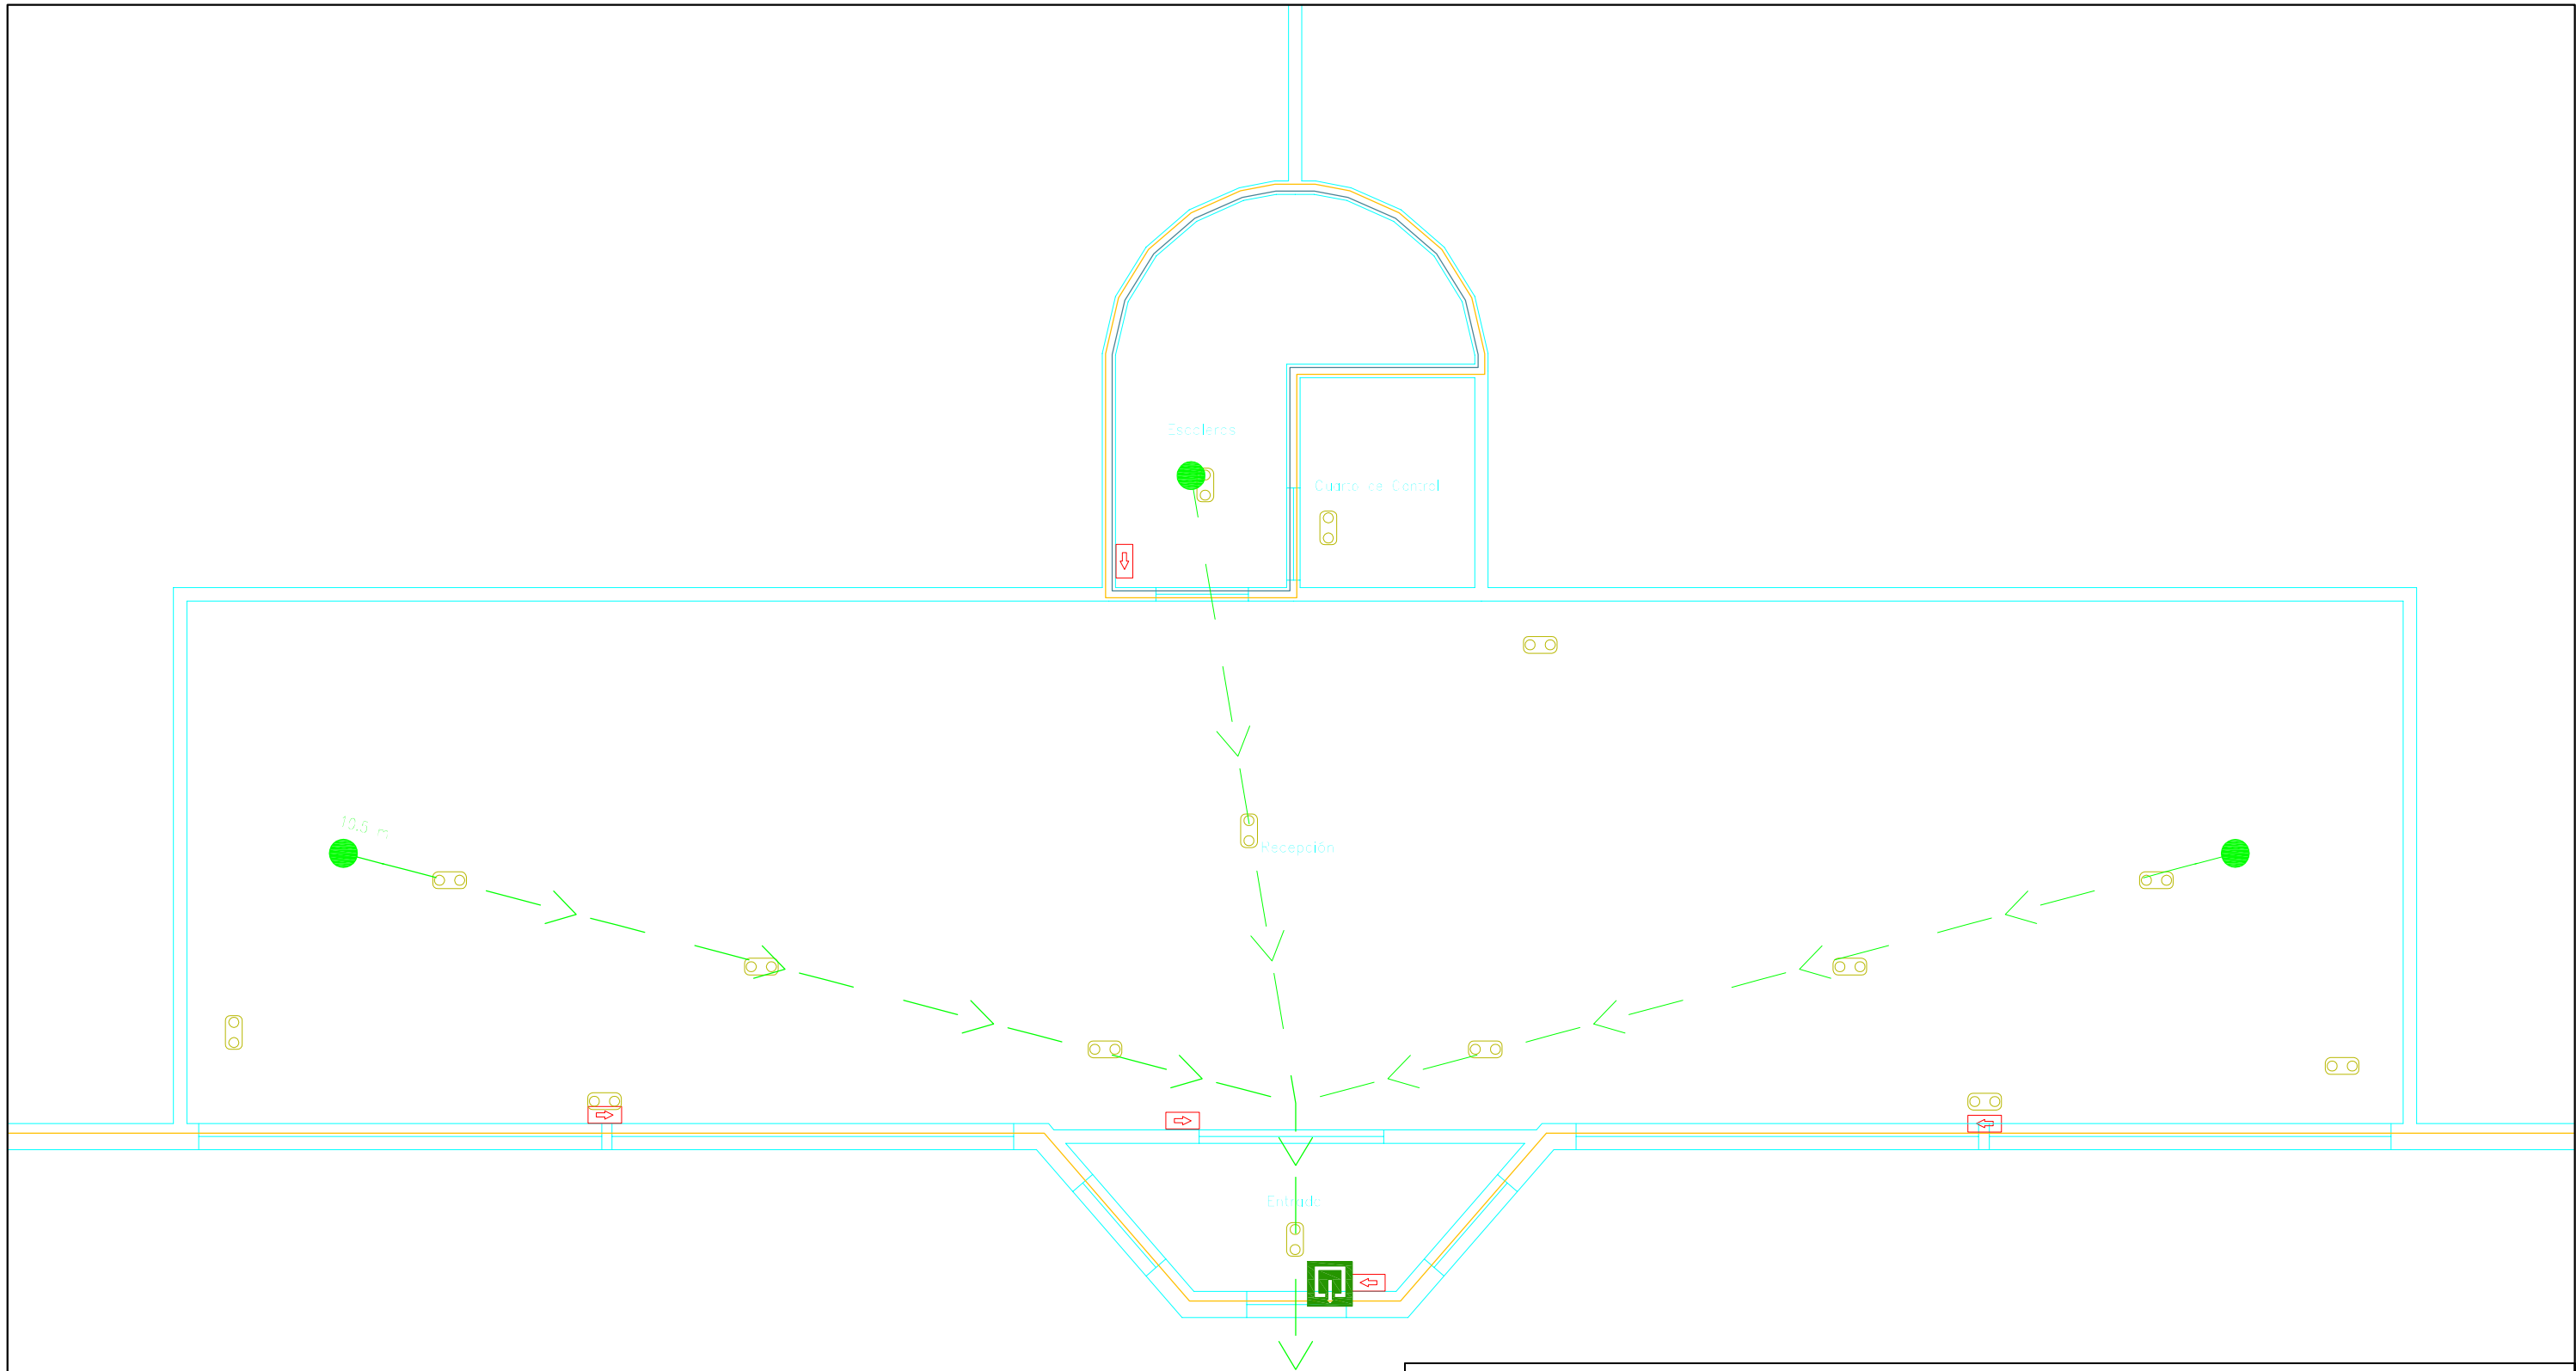 Escaleras
Cuarto de Control
Recepción
Entrada